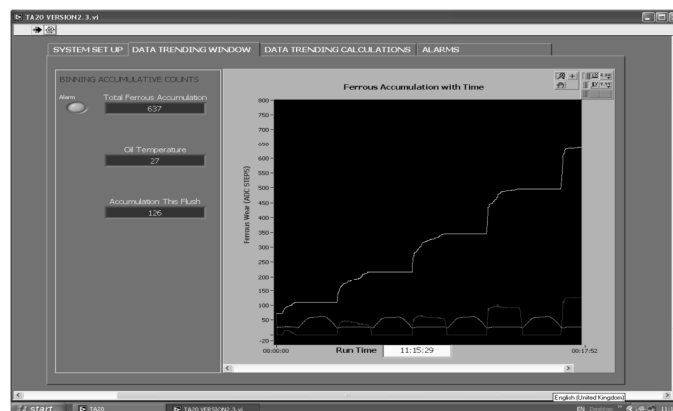 TA20 VERSION2.3.vi
SYSTEM SET UP
DATA TRENDING WINDOW
DATA TRENDING CALCULATIONS
ALARMS
BINNING ACCUMULATIVE COUNTS
Alarm
Total Ferrous Accumulation
637
Oil Temperature
27
Accumulation This Flush
126
Ferrous Accumulation with Time
Ferrous Wear (ADC STEPS)
800
750
700
650
600
550
500
450
400
350
300
250
200
150
100
50
-20
00:00:00
Run Time
11:15:29
00:17:52
English (United Kingdom)
start
TA20
TA20 VERSION2.3.vi
EN
Desktop